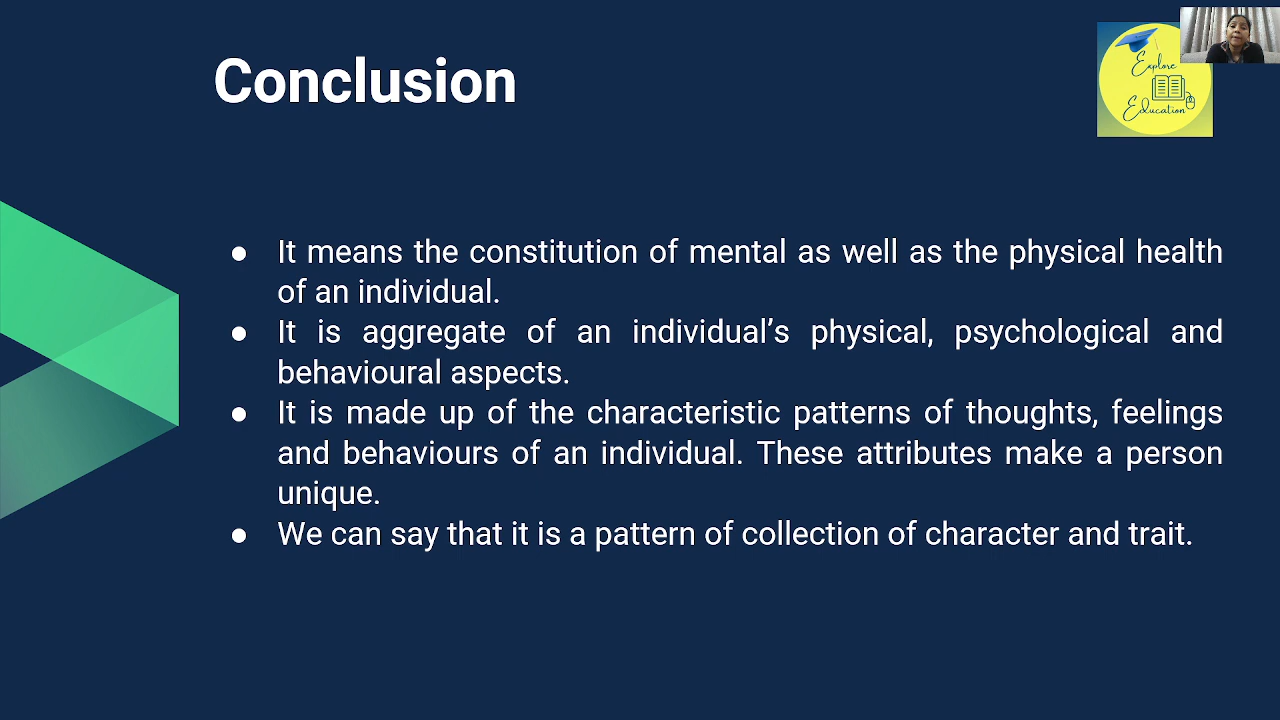 Conclusion
Explore
Education
● It means the constitution of mental as well as the physical health
of an individual.
● It is aggregate of an individual’s physical, psychological and
behavioural aspects.
● It is made up of the characteristic patterns of thoughts, feelings
and behaviours of an individual. These attributes make a person
unique.
● We can say that it is a pattern of collection of character and trait.